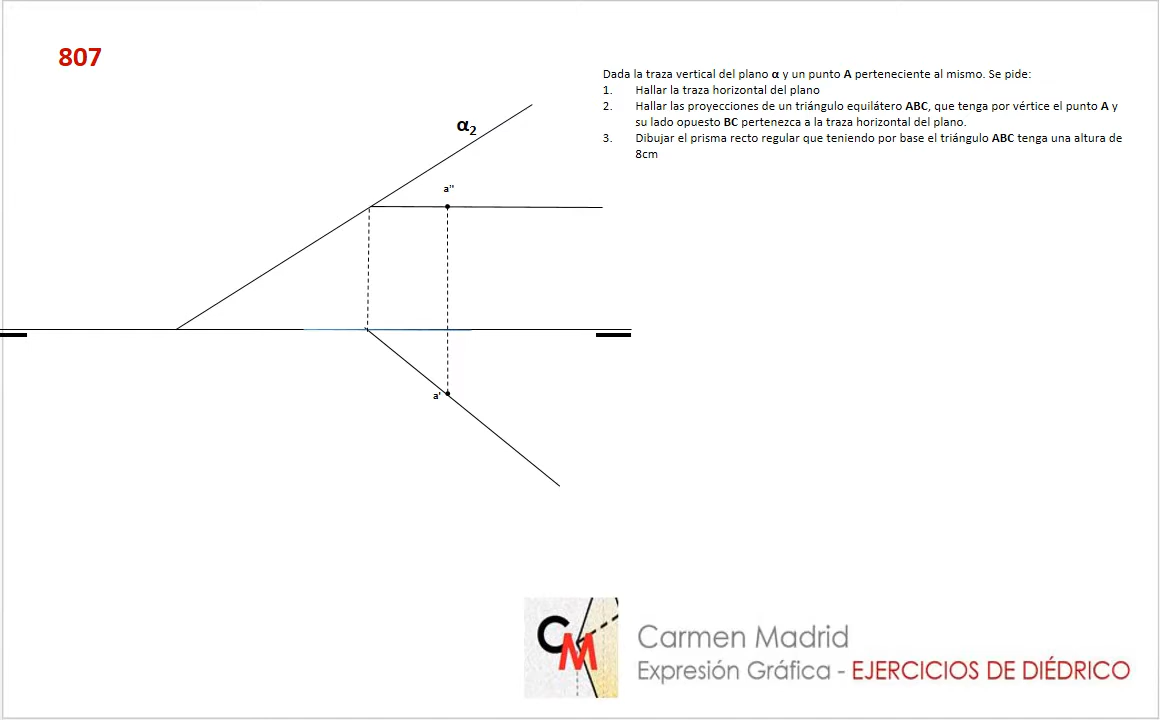 807
Dada la traza vertical del plano α y un punto A perteneciente al mismo. Se pide:
1. Hallar la traza horizontal del plano
2. Hallar las proyecciones de un triángulo equilátero ABC, que tenga por vértice el punto A y
su lado opuesto BC pertenezca a la traza horizontal del plano.
3. Dibujar el prisma recto regular que teniendo por base el triángulo ABC tenga una altura de
8cm
α2
a''
a'
CM
Carmen Madrid
Expresión Gráfica - EJERCICIOS DE DIÉDRICO